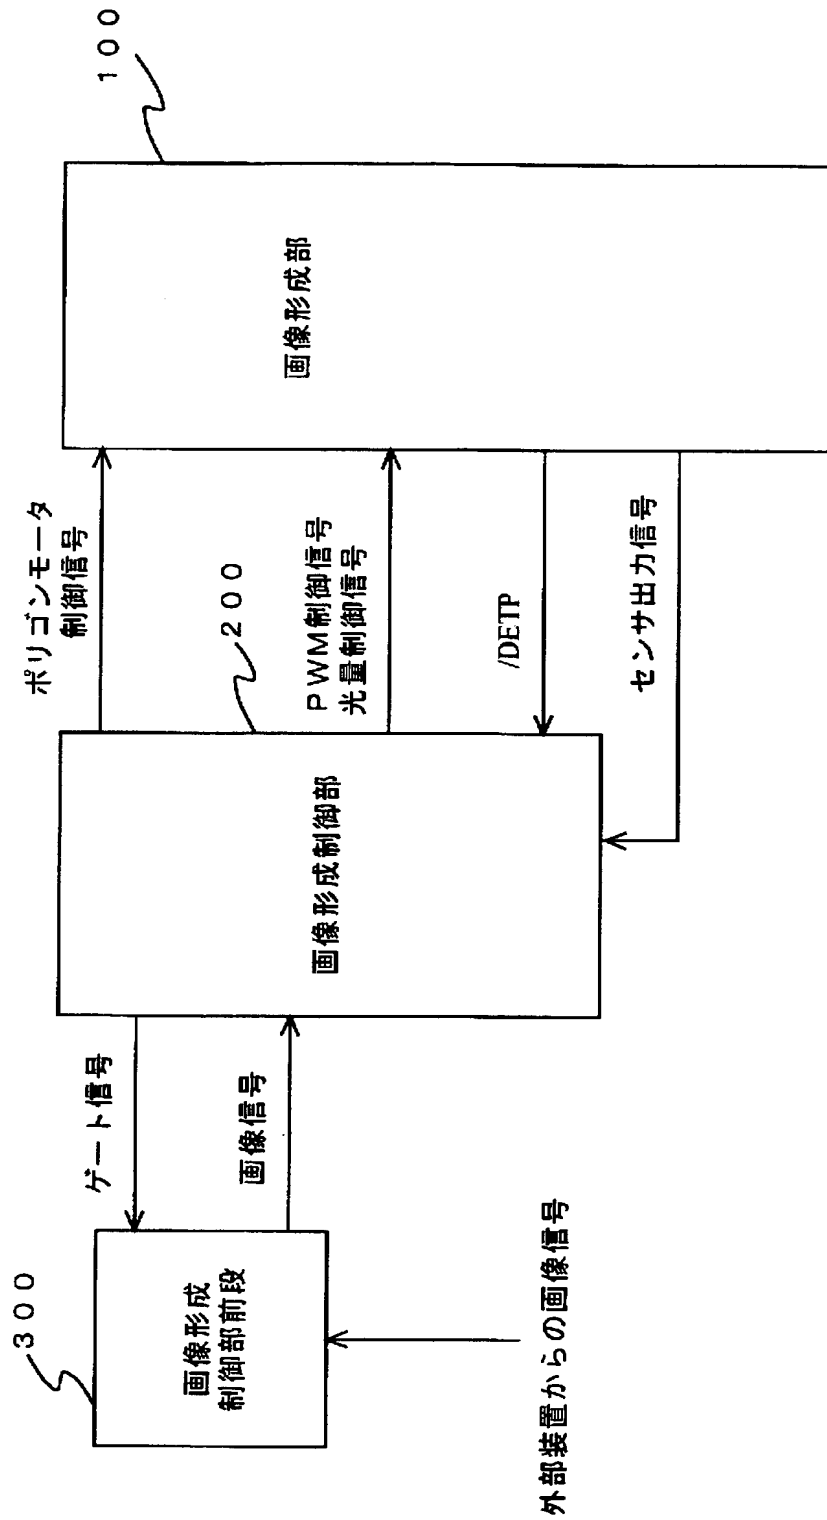 ３００
画像形成
制御部前段
外部装置からの画像信号
ゲート信号
画像信号
２００
画像形成制御部
ポリゴンモータ
制御信号
ＰＷＭ制御信号
光量制御信号
/DETP
センサ出力信号
１００
画像形成部